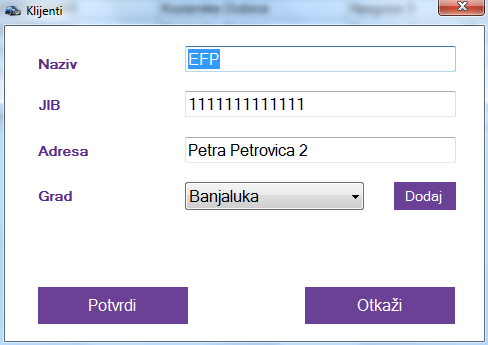 Klijenti
Naziv EFP
JIB 1111111111111
Adresa Petra Petrovica 2
Grad Banjaluka Dodaj
Potvrdi Otkaži